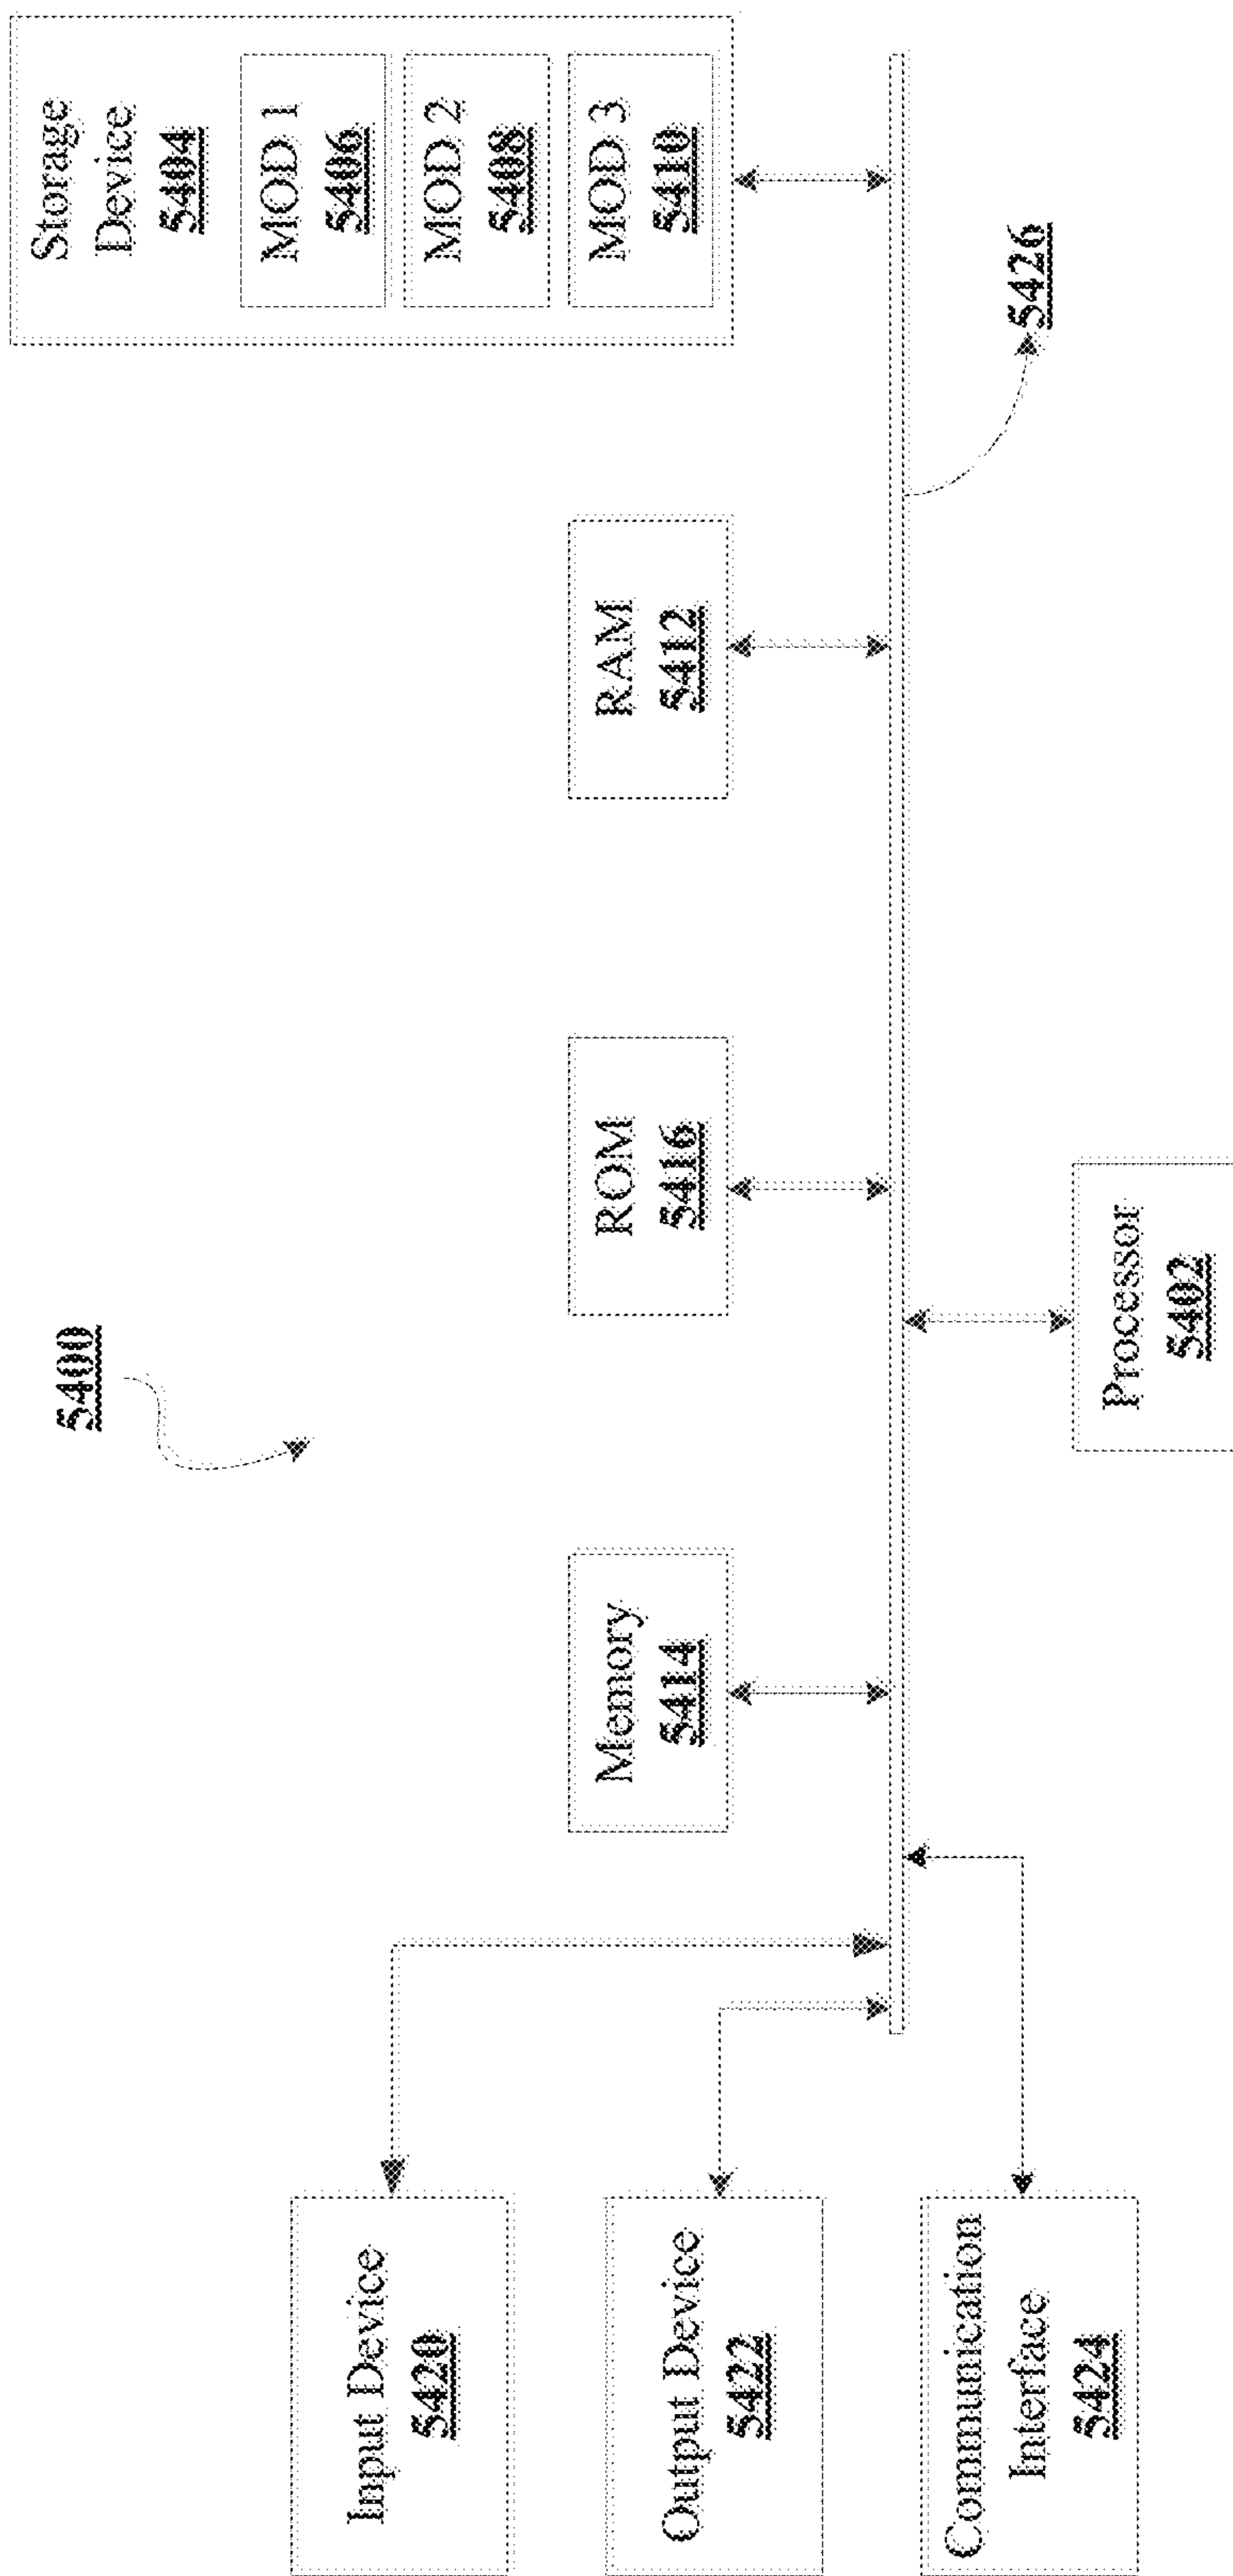 5400
Input Device
5420
Output Device
5422
Communication
Interface
5424
Memory
5414
ROM
5416
RAM
5412
Storage
Device
5404
MOD 1
5406
MOD 2
5408
MOD 3
5410
5426
Processor
5402